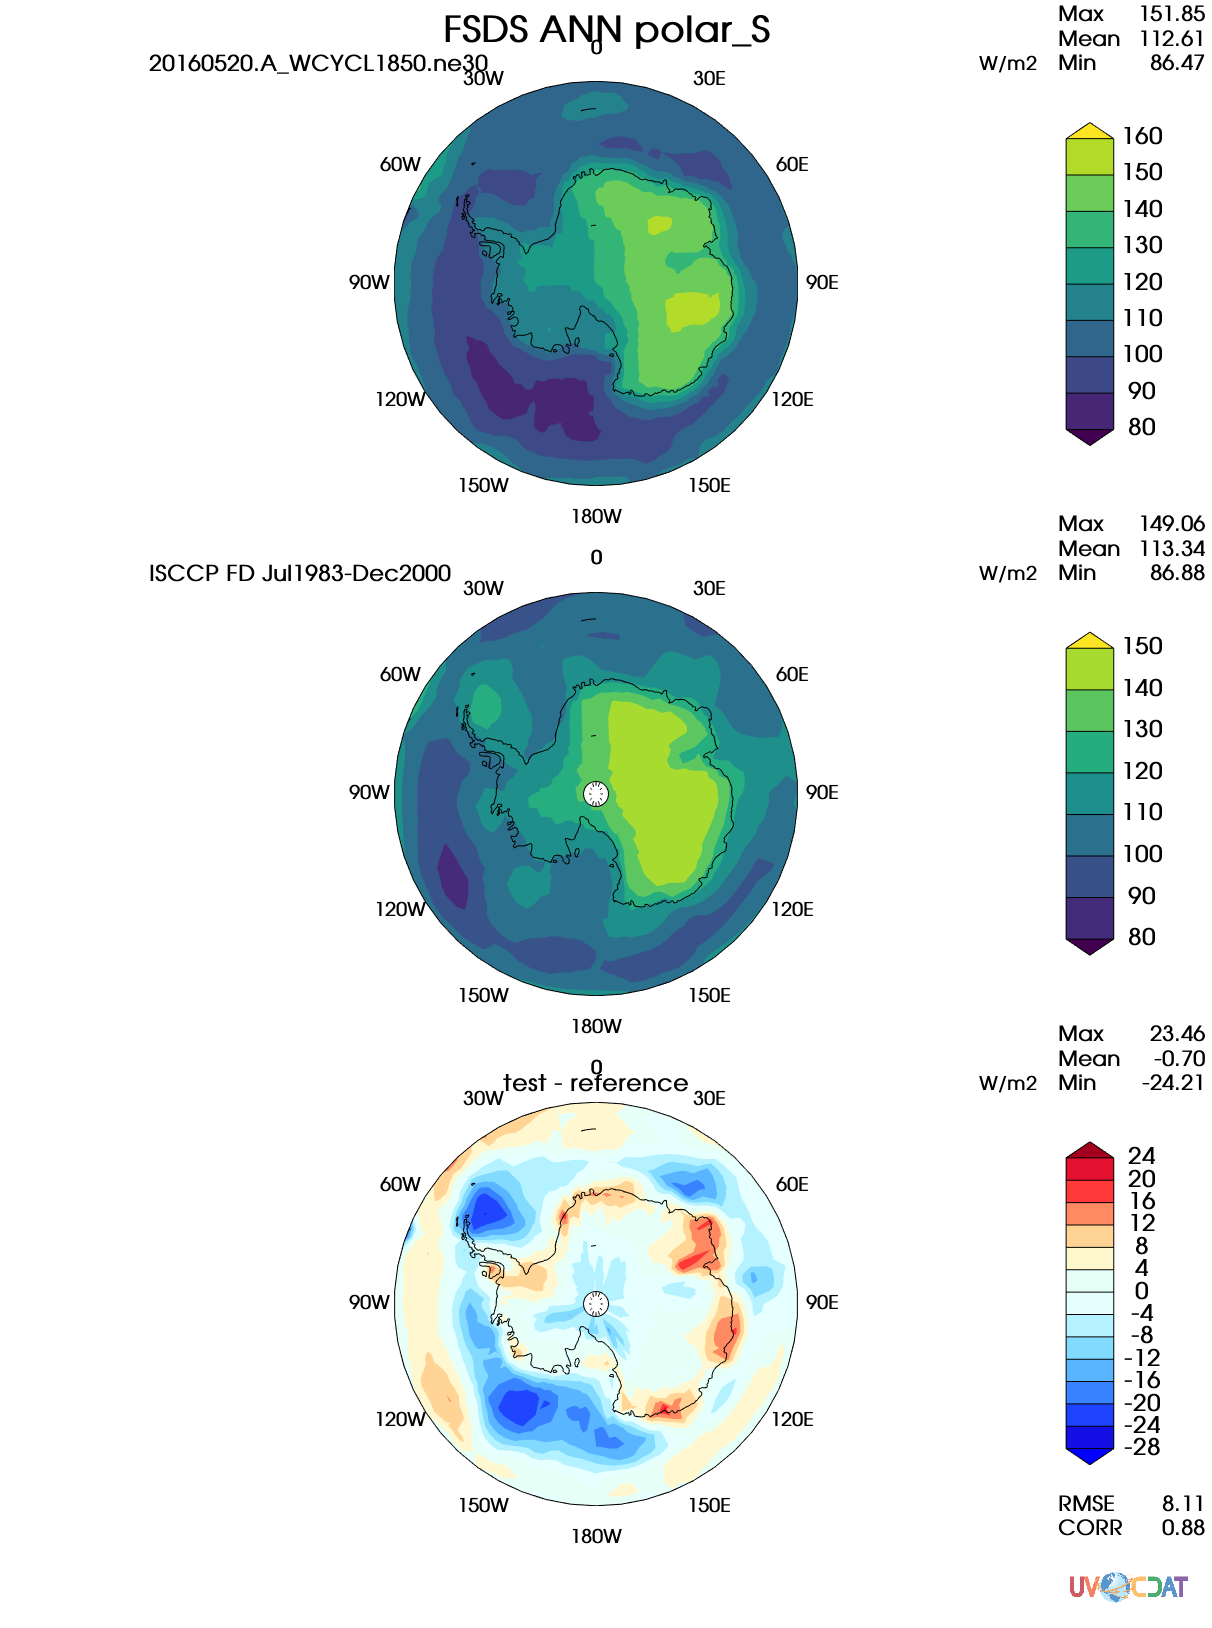 FSDS ANN polar_S
20160520.A_WCYCL1850.ne30
W/m2
Max 151.85
Mean 112.61
Min 86.47
0
30W
30E
60W
60E
90W
90E
120W
120E
150W
150E
180W
160
150
140
130
120
110
100
90
80
ISCCP FD Jul1983-Dec2000
W/m2
Max 149.06
Mean 113.34
Min 86.88
0
30W
30E
60W
60E
90W
90E
120W
120E
150W
150E
180W
150
140
130
120
110
100
90
80
test - reference
W/m2
Max 23.46
Mean -0.70
Min -24.21
0
30W
30E
60W
60E
90W
90E
120W
120E
150W
150E
180W
24
20
16
12
8
4
0
-4
-8
-12
-16
-20
-24
-28
RMSE 8.11
CORR 0.88
UV CDAT